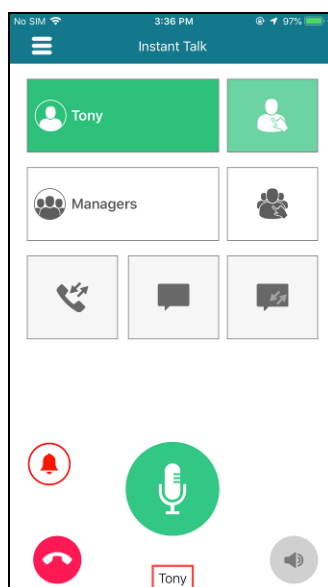 No SIM 3:36 PM 97%
Instant Talk
Tony
Managers
Tony